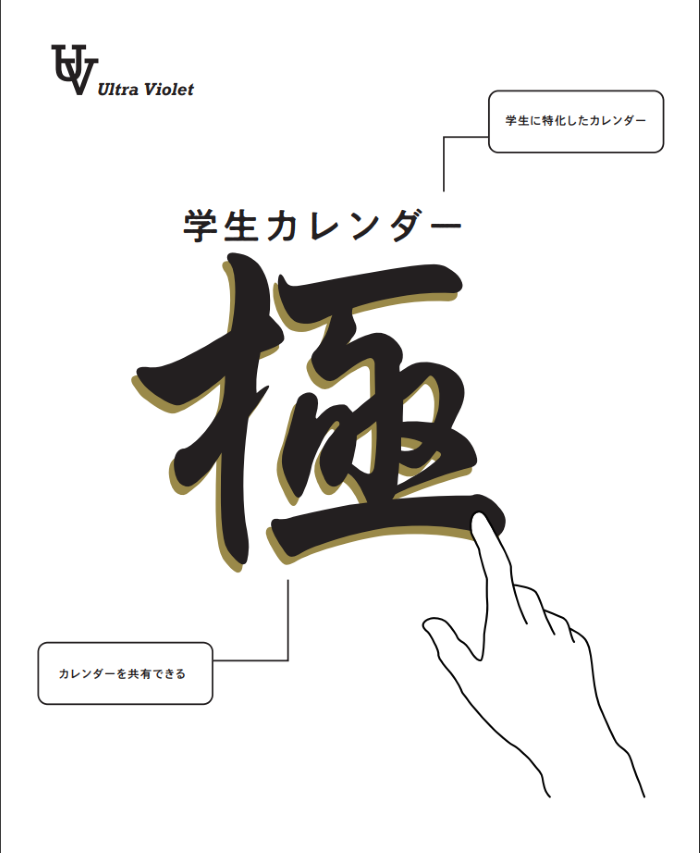 UV
Ultra Violet
学生に特化したカレンダー
学生カレンダー
極
カレンダーを共有できる